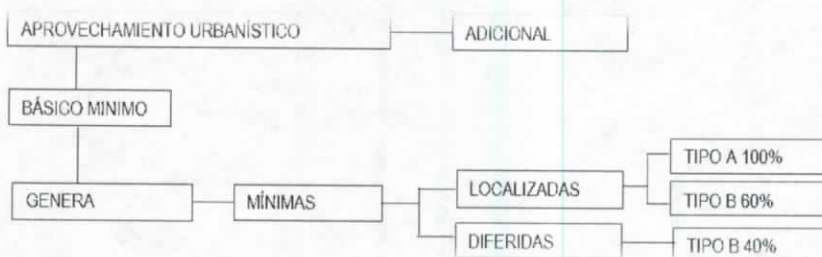 APROVECHAMIENTO URBANÍSTICO
ADICIONAL
BÁSICO MINIMO
GENERA
MÍNIMAS
LOCALIZADAS
TIPO A 100%
TIPO B 60%
DIFERIDAS
TIPO B 40%